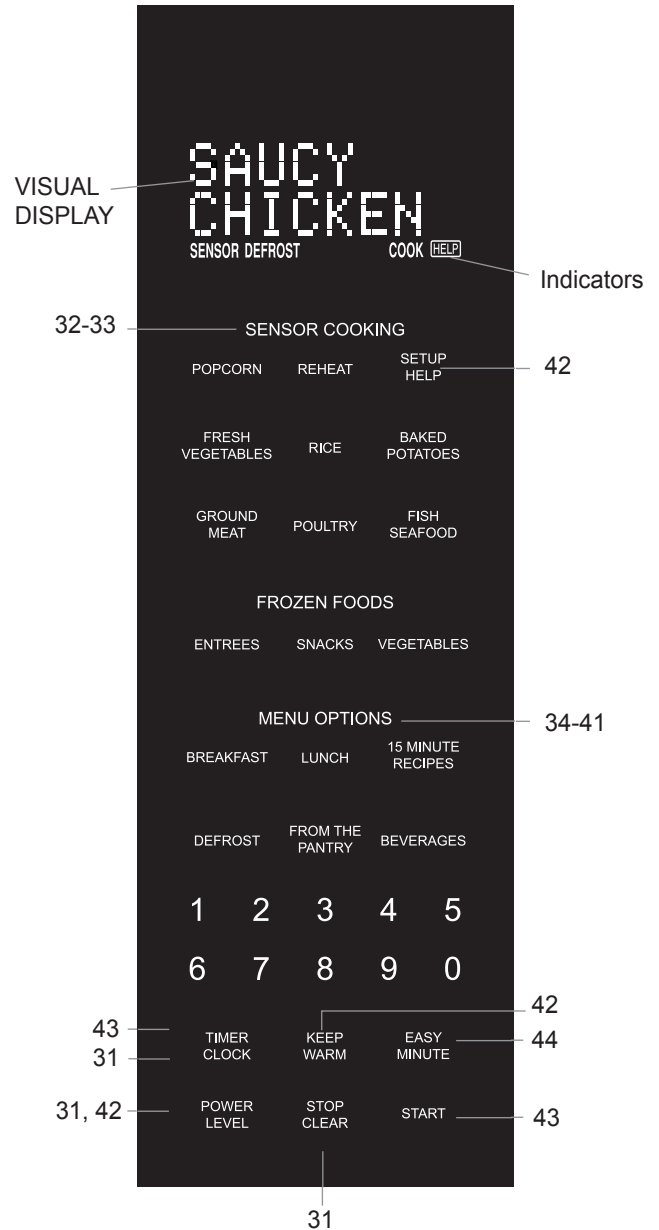 SAUCY
VISUAL
DISPLAY
CHICKEN
SENSOR DEFROST COOK HELP
Indicators
32-33
SENSOR COOKING
POPCORN REHEAT SETUP HELP
42
FRESH VEGETABLES RICE BAKED POTATOES
GROUND MEAT POULTRY FISH SEAFOOD
FROZEN FOODS
ENTREES SNACKS VEGETABLES
MENU OPTIONS
34-41
BREAKFAST LUNCH 15 MINUTE RECIPES
DEFROST FROM THE PANTRY BEVERAGES
1 2 3 4 5
6 7 8 9 0
42
43
31
TIMER CLOCK
KEEP WARM
EASY MINUTE
44
31, 42
POWER LEVEL
STOP CLEAR
START
43
31